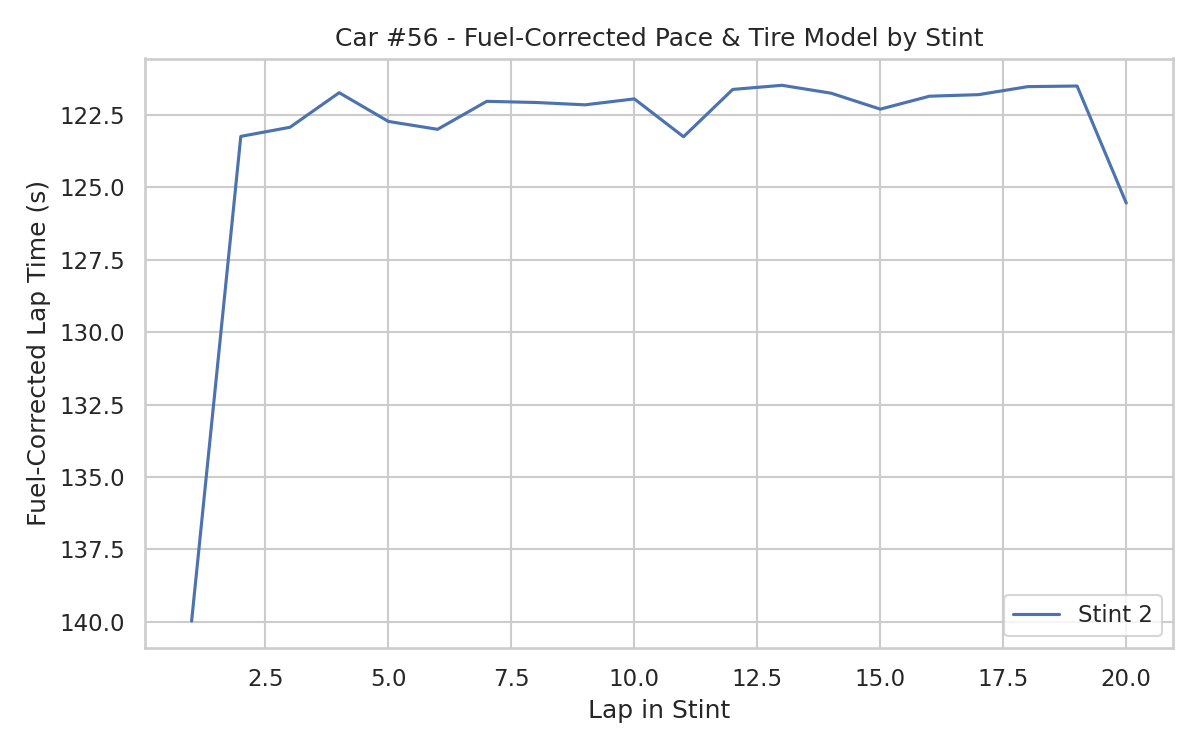 Car #56 - Fuel-Corrected Pace & Tire Model by Stint
Fuel-Corrected Lap Time (s)
122.5
125.0
127.5
130.0
132.5
135.0
137.5
140.0
Stint 2
2.5 5.0 7.5 10.0 12.5 15.0 17.5 20.0
Lap in Stint